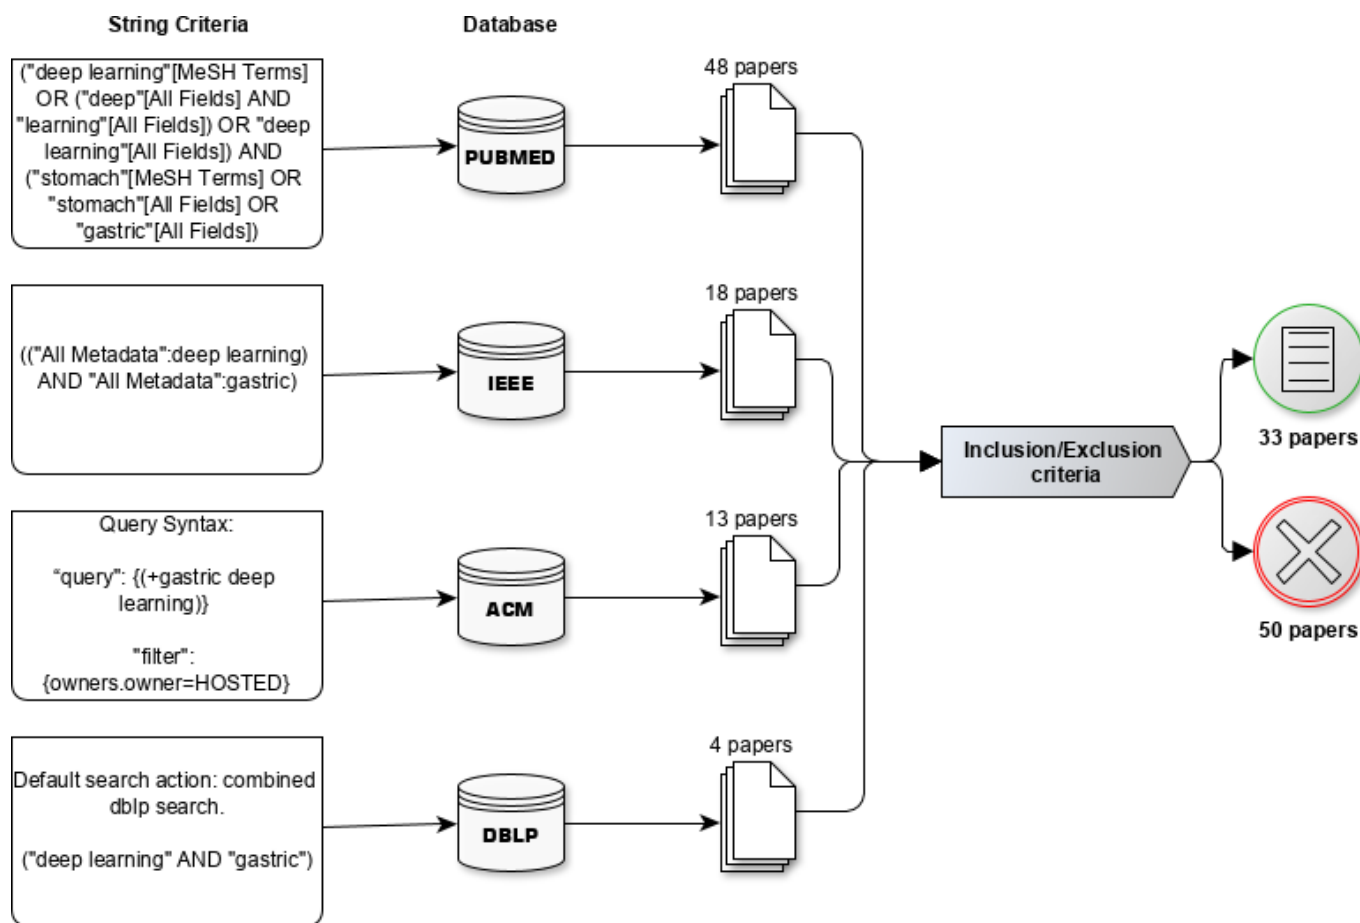 String Criteria
Database
("deep learning"[MeSH Terms]
OR ("deep"[All Fields] AND
"learning"[All Fields]) OR "deep
learning"[All Fields]) AND
("stomach"[MeSH Terms] OR
"stomach"[All Fields] OR
"gastric"[All Fields])
PUBMED
48 papers
(("All Metadata":deep learning)
AND "All Metadata":gastric)
IEEE
18 papers
Query Syntax:
“query": {(+gastric deep
learning)}
"filter":
{owners.owner=HOSTED}
ACM
13 papers
Default search action: combined
dblp search.
("deep learning" AND "gastric")
DBLP
4 papers
Inclusion/Exclusion
criteria
33 papers
50 papers